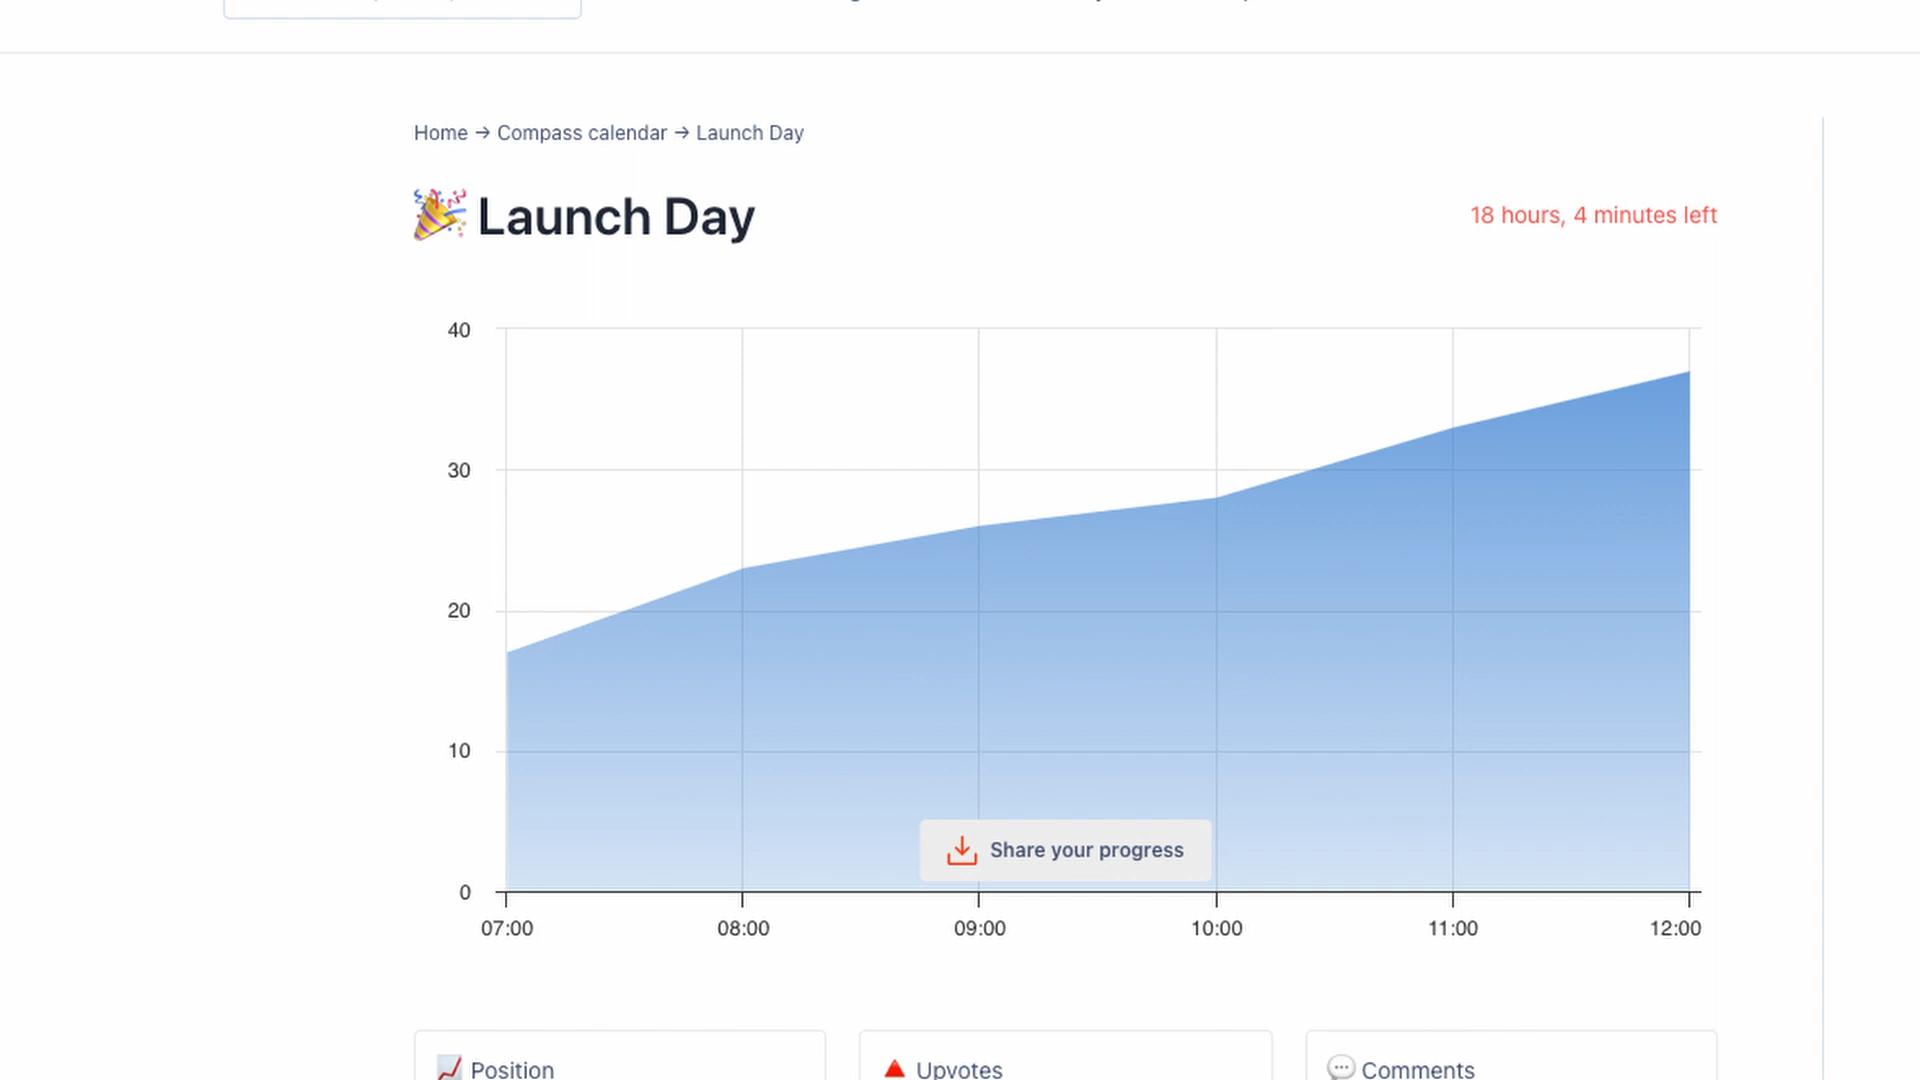 Home → Compass calendar → Launch Day
🎉 Launch Day
18 hours, 4 minutes left
40
30
20
10
0
Share your progress
07:00 08:00 09:00 10:00 11:00 12:00
Position
Upvotes
Comments